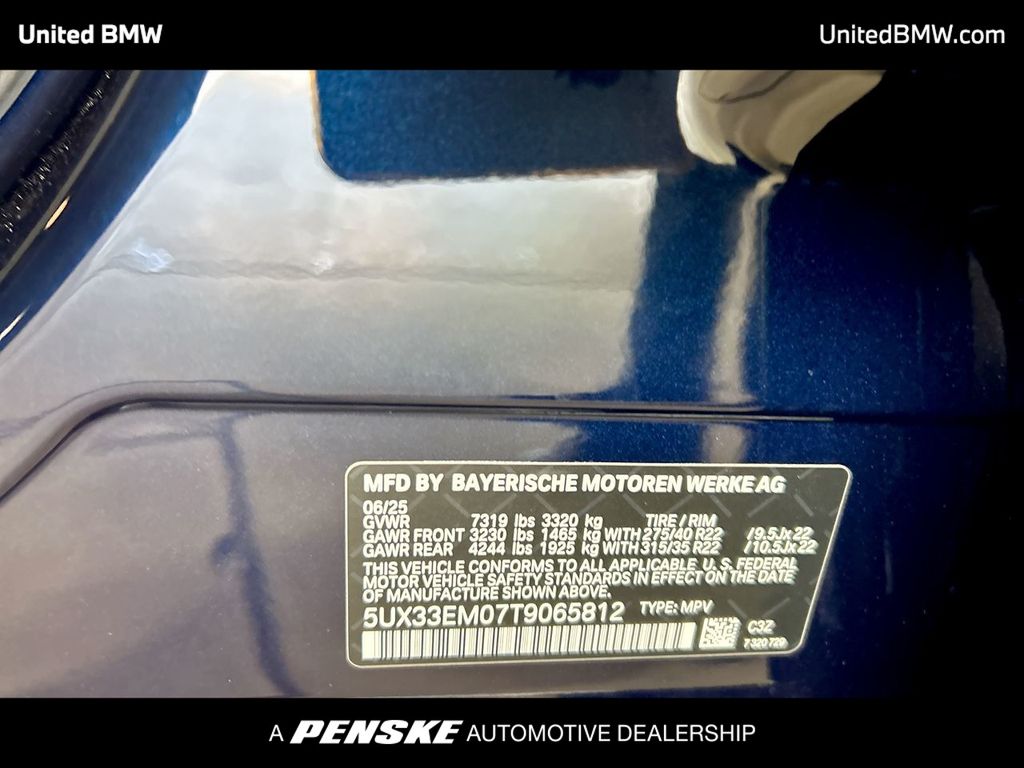 United BMW
UnitedBMW.com
MFD BY BAYERISCHE MOTOREN WERKE AG
06/25
GVWR 7319 lbs 3320 kg TIRE / RIM
GAWR FRONT 3230 lbs 1465 kg WITH 275/40 R22 /9.5Jx22
GAWR REAR 4244 lbs 1925 kg WITH 315/35 R22 /10.5Jx22
THIS VEHICLE CONFORMS TO ALL APPLICABLE U.S. FEDERAL
MOTOR VEHICLE SAFETY STANDARDS IN EFFECT ON THE DATE
OF MANUFACTURE SHOWN ABOVE.
5UX33EM07T9065812 TYPE: MPV
C3Z
7320729
A PENSKE AUTOMOTIVE DEALERSHIP